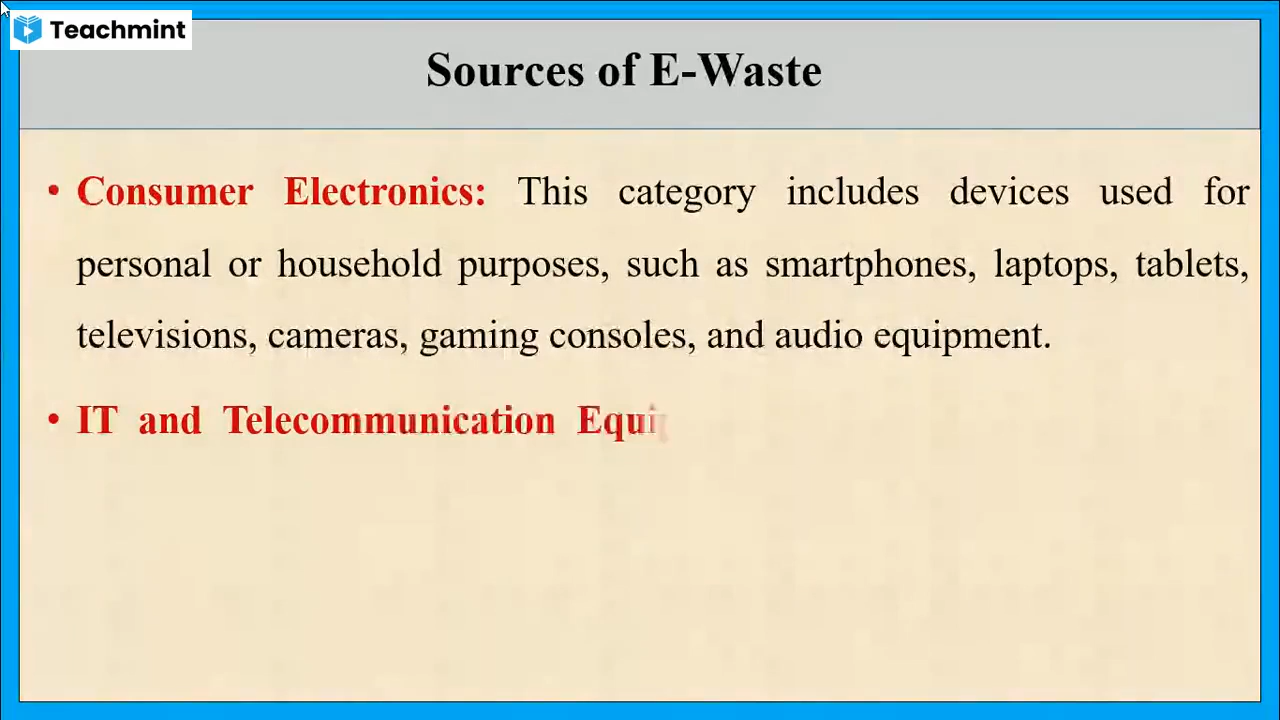 Teachmint
Sources of E-Waste
• Consumer Electronics: This category includes devices used for
personal or household purposes, such as smartphones, laptops, tablets,
televisions, cameras, gaming consoles, and audio equipment.
• IT and Telecommunication